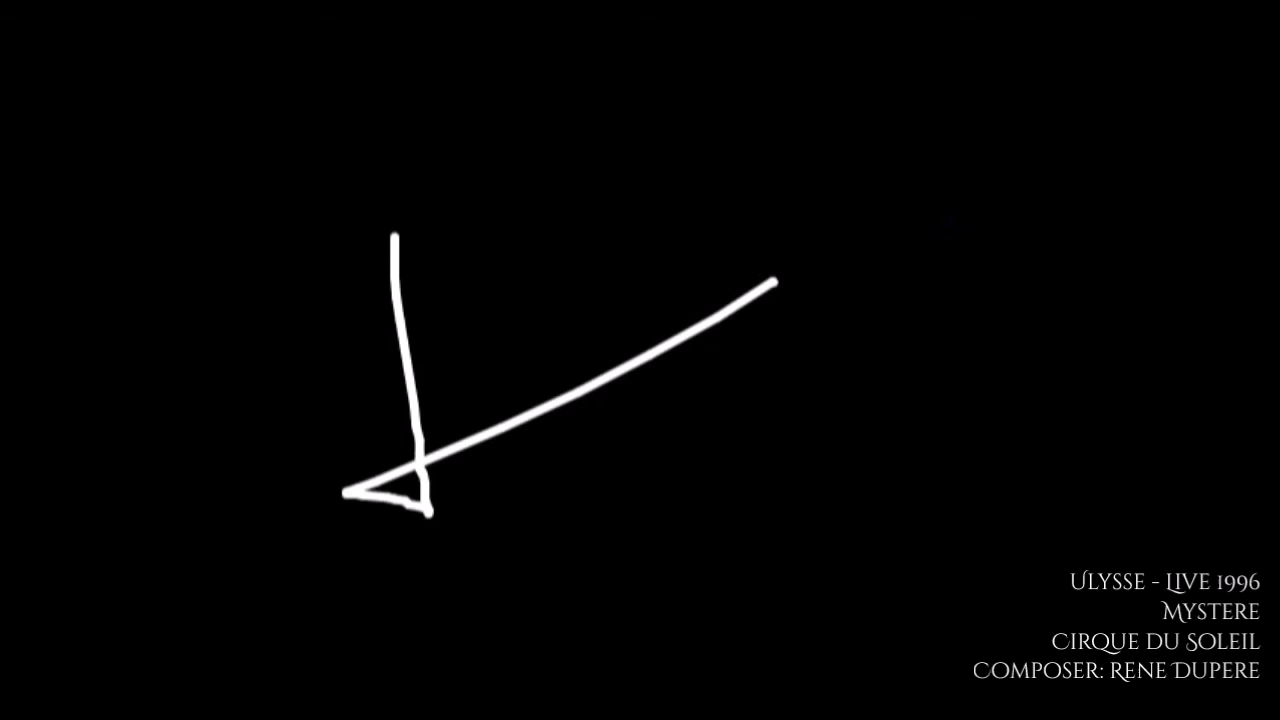 Ulysse - Live 1996
Mystere
Cirque du Soleil
Composer: Rene Dupere